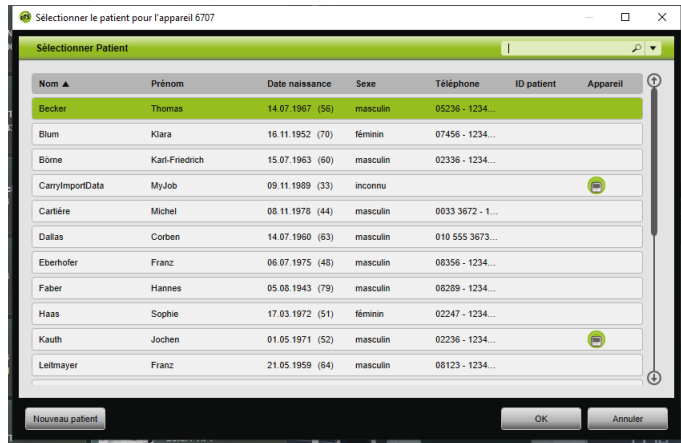 Sélectionner le patient pour l'appareil 6707
Sélectionner Patient
Nom ▲ Prénom Date naissance Sexe Téléphone ID patient Appareil
Becker Thomas 14.07.1967 (56) masculin 05236 - 1234...
Blum Klara 16.11.1952 (70) féminin 07456 - 1234...
Börne Karl-Friedrich 15.07.1963 (60) masculin 02336 - 1234...
CarryImportData MyJob 09.11.1989 (33) inconnu
Cartiére Michel 08.11.1978 (44) masculin 0033 3672 - 1...
Dallas Corben 14.07.1960 (63) masculin 010 555 3673...
Eberhofer Franz 06.07.1975 (48) masculin 08356 - 1234...
Faber Hannes 05.08.1943 (79) masculin 08289 - 1234...
Haas Sophie 17.03.1972 (51) féminin 02247 - 1234...
Kauth Jochen 01.05.1971 (52) masculin 02236 - 1234...
Leitmayer Franz 21.05.1959 (64) masculin 08123 - 1234...
Nouveau patient OK Annuler